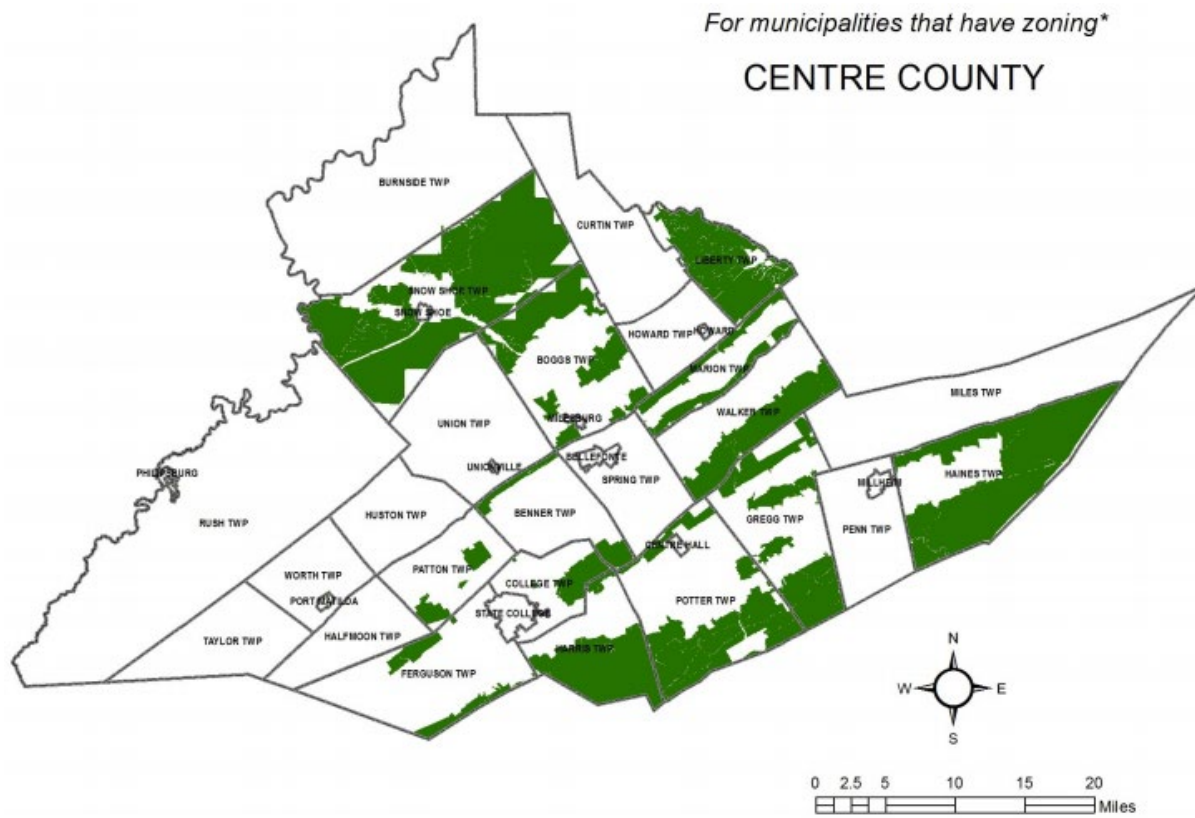 For municipalities that have zoning*
CENTRE COUNTY
BURNSIDE TWP
CURTIN TWP
LIBERTY TWP
SNOW SHOE TWP
SNOW SHOE
HOWARD TWP
HOWARD
BOGGS TWP
MARION TWP
MILES TWP
WALKER TWP
MILESBURG
UNION TWP
BELLEFONTE
UNIONVILLE
SPRING TWP
PHILIPSBURG
HAINES TWP
MILLHEIM
RUSH TWP
HUSTON TWP
BENNER TWP
GREGG TWP
PENN TWP
CENTRE HALL
PATTON TWP
WORTH TWP
COLLEGE TWP
PORT MATILDA
POTTER TWP
STATE COLLEGE
TAYLOR TWP
HALFMOON TWP
HARRIS TWP
FERGUSON TWP
N
W E
S
0 2.5 5 10 15 20
Miles